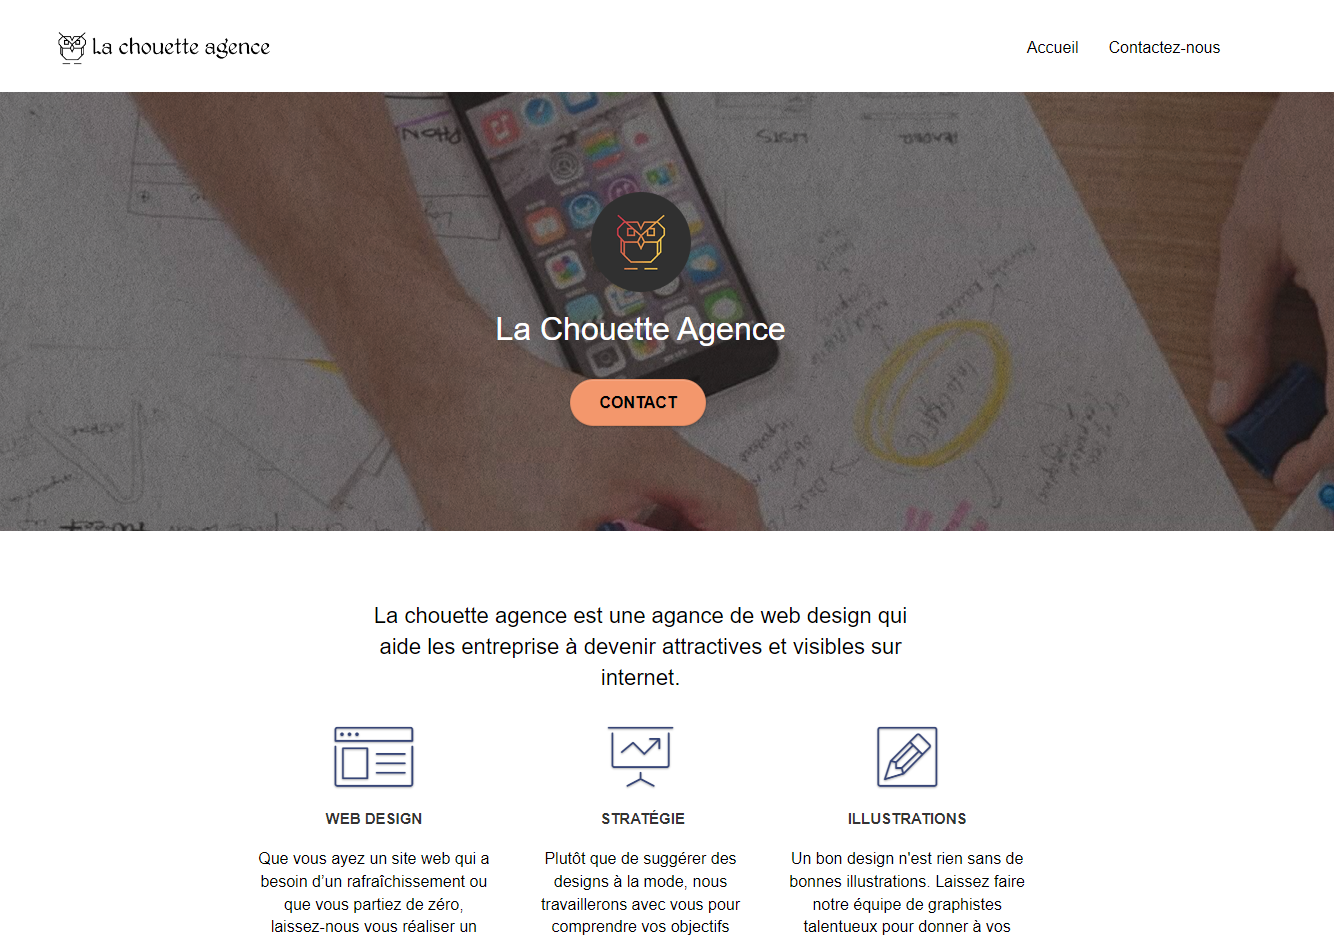 La chouette agence
Accueil
Contactez-nous
La Chouette Agence
CONTACT
La chouette agence est une agance de web design qui
aide les entreprise à devenir attractives et visibles sur
internet.
WEB DESIGN
Que vous ayez un site web qui a
besoin d’un rafraîchissement ou
que vous partiez de zéro,
laissez-nous vous réaliser un
STRATÉGIE
Plutôt que de suggérer des
designs à la mode, nous
travaillerons avec vous pour
comprendre vos objectifs
ILLUSTRATIONS
Un bon design n'est rien sans de
bonnes illustrations. Laissez faire
notre équipe de graphistes
talentueux pour donner à vos